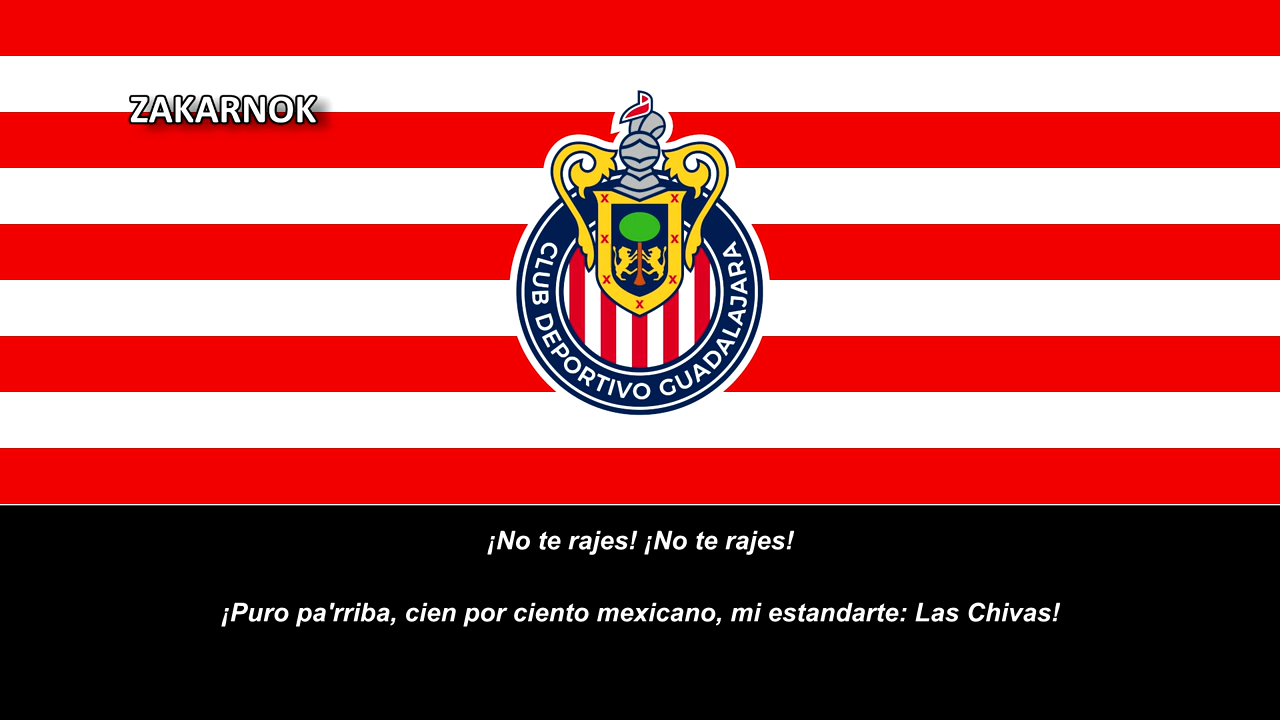 ZAKARNOK
CLUB DEPORTIVO GUADALAJARA
¡No te rajes! ¡No te rajes!
¡Puro pa'rriba, cien por ciento mexicano, mi estandarte: Las Chivas!